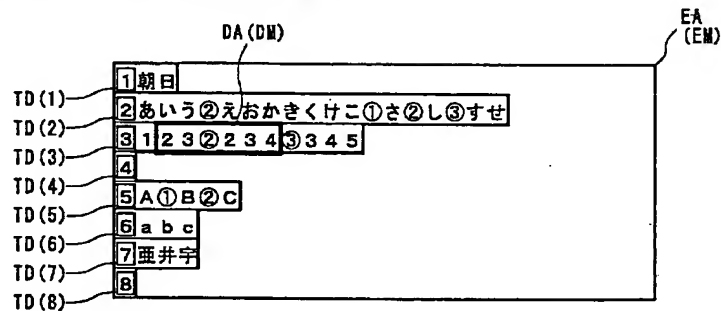 DA(DM)
EA
(EM)
TD(1) 1 朝日
TD(2) 2 あいう②えおかきくけこ①さ②し③すせ
TD(3) 3 1 2 3 ② 2 3 4 ③ 3 4 5
TD(4) 4
TD(5) 5 A①B②C
TD(6) 6 a b c
TD(7) 7 亜井宇
TD(8) 8